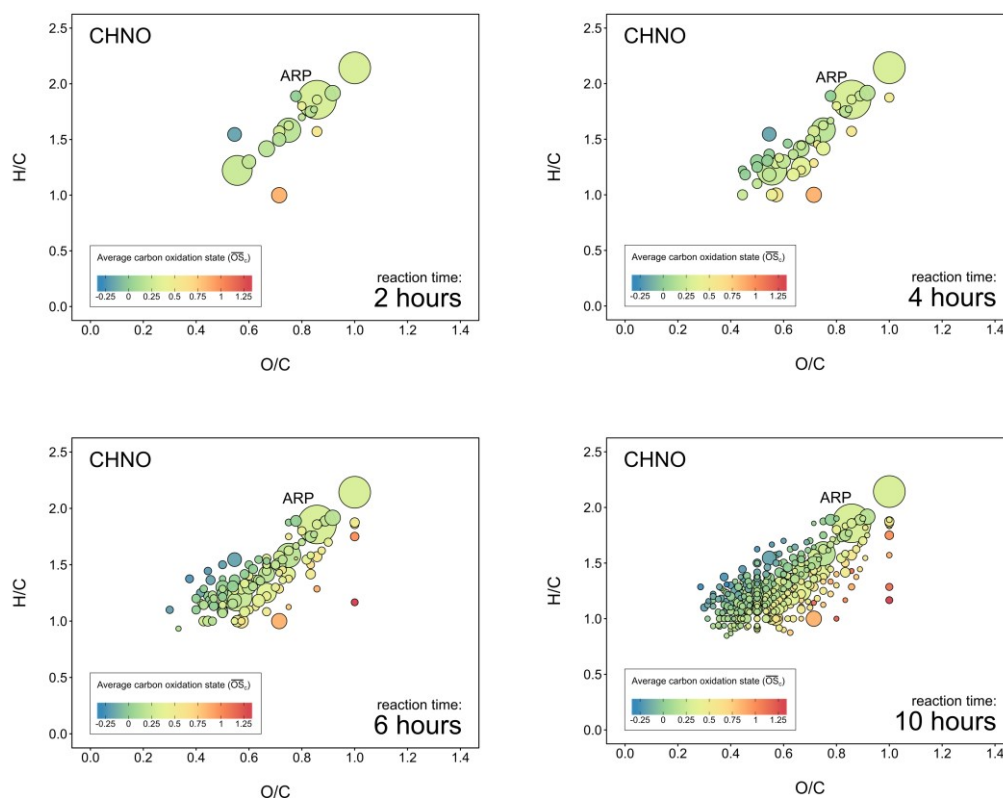 CHNO
ARP
H/C
2.5
2.0
1.5
1.0
0.5
0.0
Average carbon oxidation state (OSc)
-0.25 0 0.25 0.5 0.75 1 1.25
reaction time:
2 hours
0.0 0.2 0.4 0.6 0.8 1.0 1.2 1.4
O/C
CHNO
ARP
H/C
2.5
2.0
1.5
1.0
0.5
0.0
Average carbon oxidation state (OSc)
-0.25 0 0.25 0.5 0.75 1 1.25
reaction time:
4 hours
0.0 0.2 0.4 0.6 0.8 1.0 1.2 1.4
O/C
CHNO
ARP
H/C
2.5
2.0
1.5
1.0
0.5
0.0
Average carbon oxidation state (OSc)
-0.25 0 0.25 0.5 0.75 1 1.25
reaction time:
6 hours
0.0 0.2 0.4 0.6 0.8 1.0 1.2 1.4
O/C
CHNO
ARP
H/C
2.5
2.0
1.5
1.0
0.5
0.0
Average carbon oxidation state (OSc)
-0.25 0 0.25 0.5 0.75 1 1.25
reaction time:
10 hours
0.0 0.2 0.4 0.6 0.8 1.0 1.2 1.4
O/C